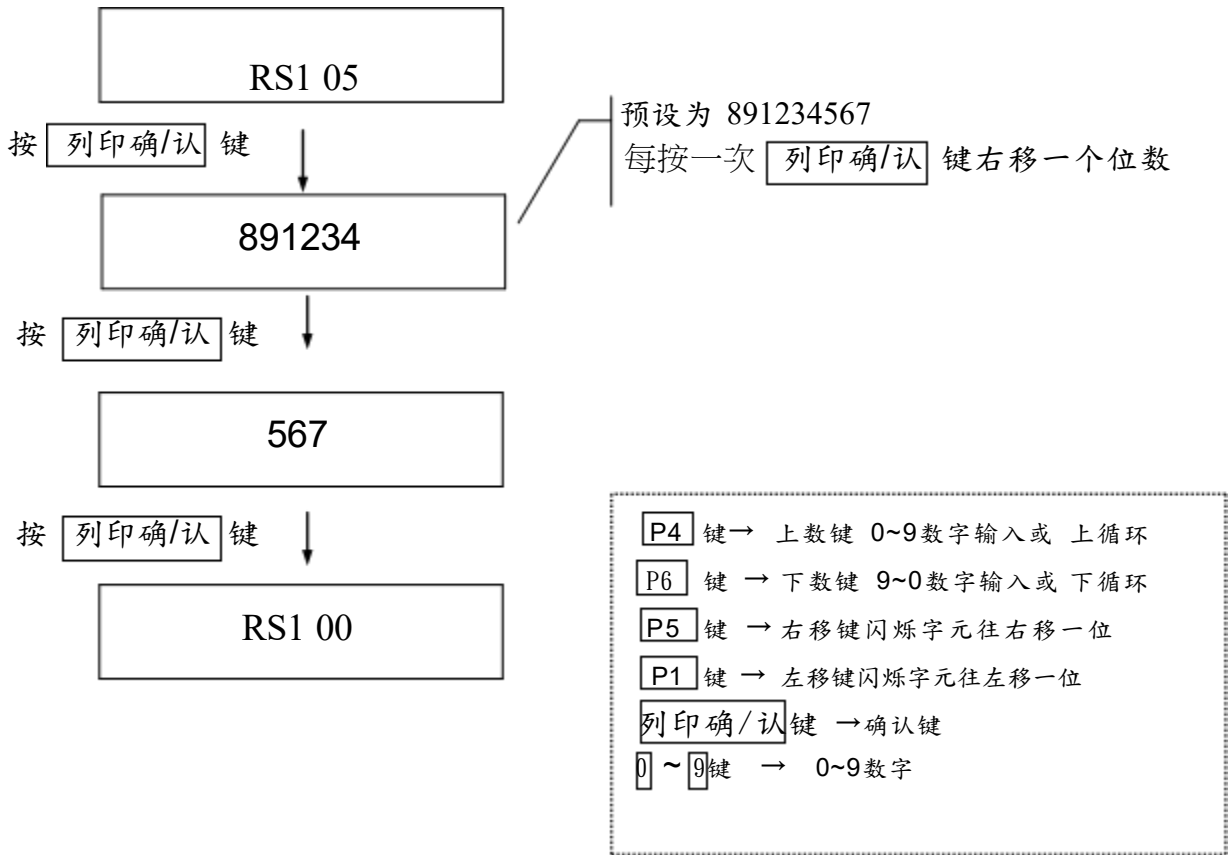 RS1 05
按 列印确/认 键
预设为 891234567
每按一次 列印确/认 键右移一个位数
891234
按 列印确/认 键
567
按 列印确/认 键
RS1 00
P4 键→ 上数键 0~9数字输入或 上循环
P6 键 → 下数键 9~0数字输入或 下循环
P5 键 → 右移键闪烁字元往右移一位
P1 键 → 左移键闪烁字元往左移一位
列印确/认键 →确认键
0 ~ 9键 → 0~9数字